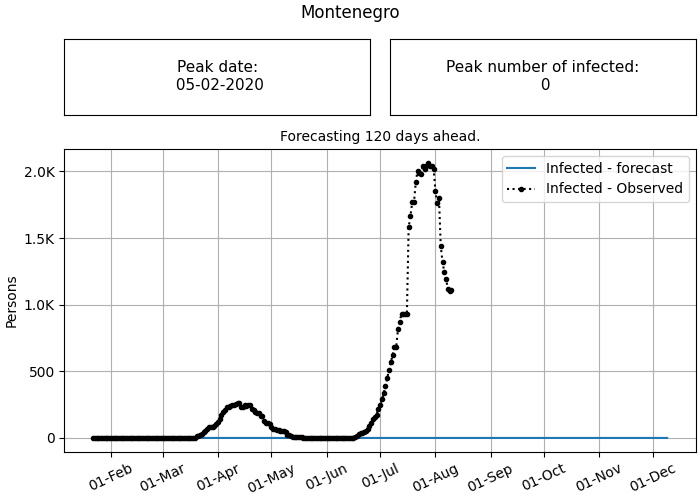 Montenegro
Peak date:
05-02-2020
Peak number of infected:
0
Forecasting 120 days ahead.
Infected - forecast
Infected - Observed
Persons
2.0K
1.5K
1.0K
500
0
01-Feb
01-Mar
01-Apr
01-May
01-Jun
01-Jul
01-Aug
01-Sep
01-Oct
01-Nov
01-Dec